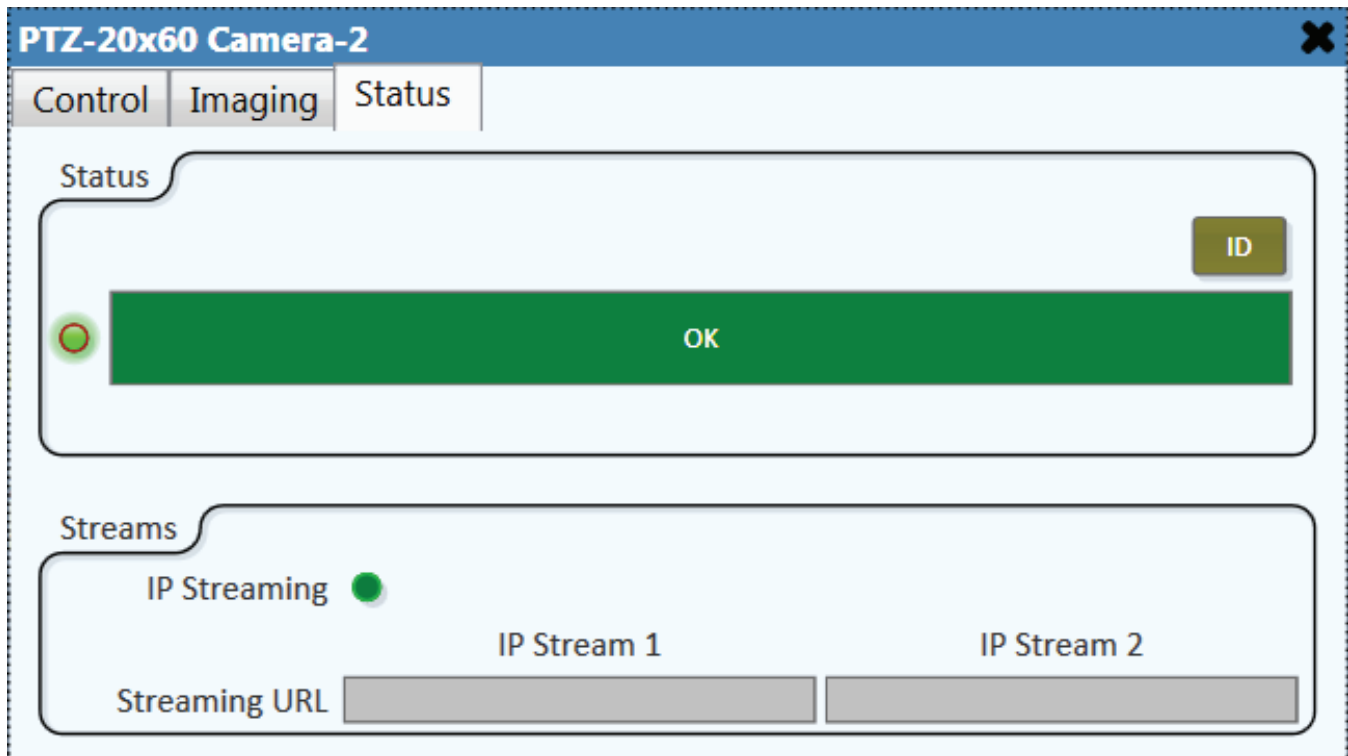 PTZ-20x60 Camera-2
Control Imaging Status
Status
ID
OK
Streams
IP Streaming
IP Stream 1 IP Stream 2
Streaming URL